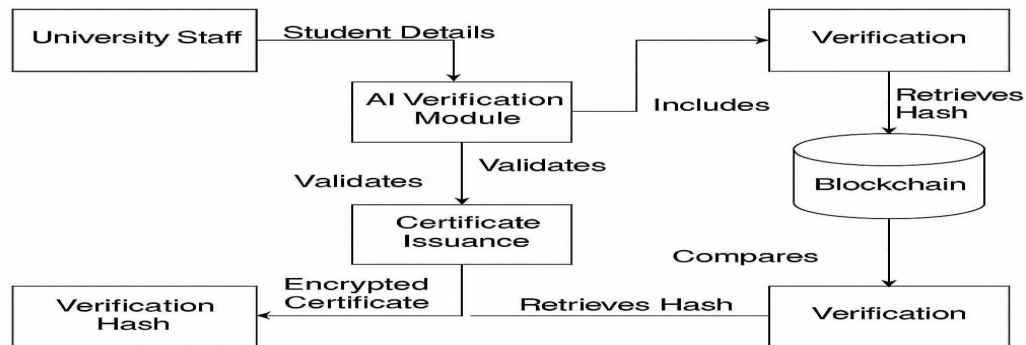 University Staff
Student Details
Verification
AI Verification
Module
Includes
Retrieves
Hash
Validates
Validates
Blockchain
Certificate
Issuance
Compares
Encrypted
Certificate
Verification
Hash
Retrieves Hash
Verification